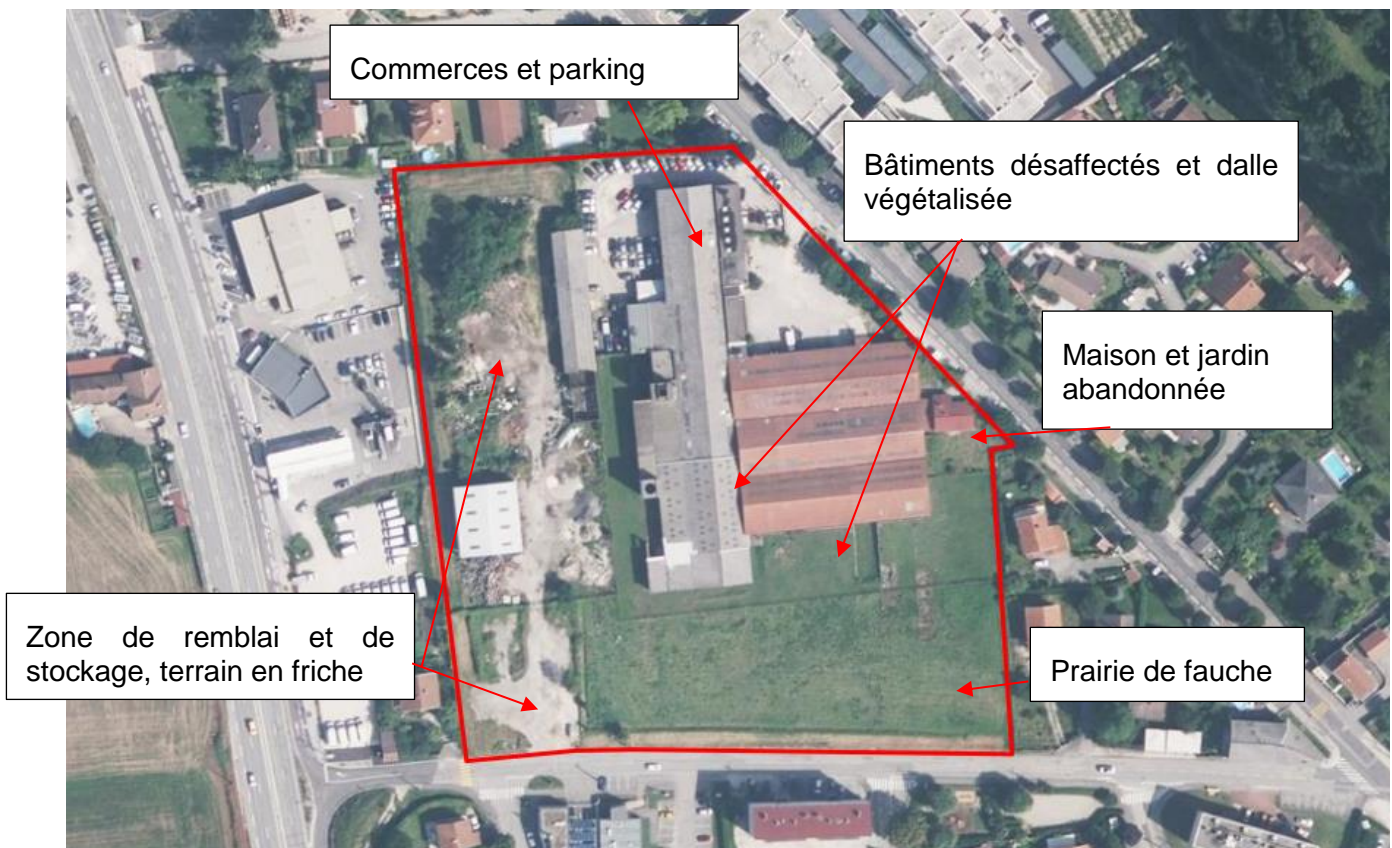 Commerces et parking
Bâtiments désaffectés et dalle
végétalisée
Maison et jardin
abandonnée
Zone de remblai et de
stockage, terrain en friche
Prairie de fauche